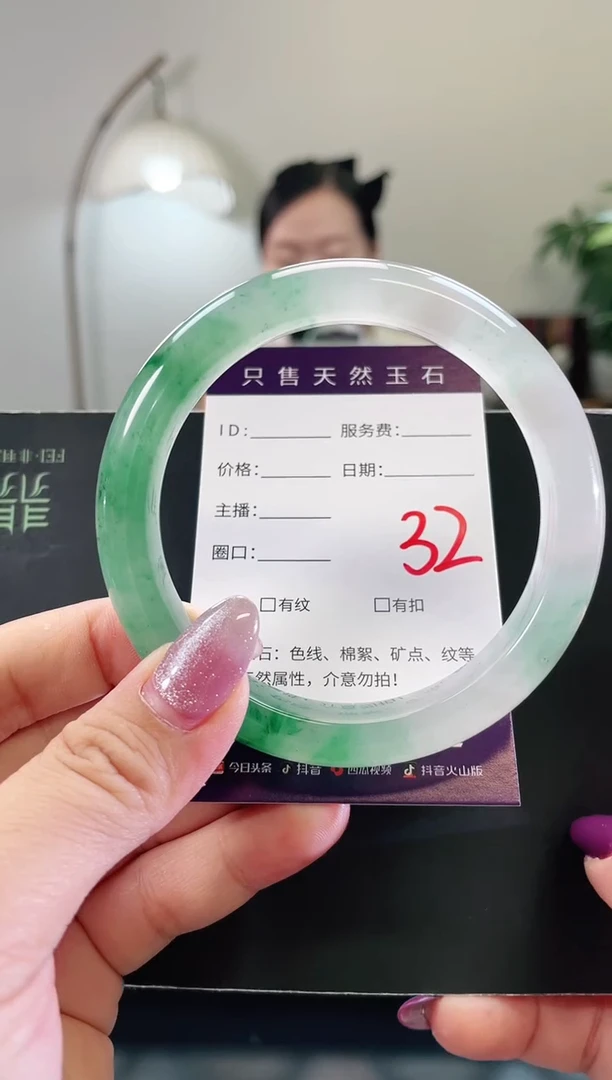 只售天然玉石
ID:
服务费:
价格:
日期:
主播:
圈口:
32
□有纹
□有扣
石：色线、棉絮、矿点、纹等
然属性，介意勿拍！
今日头条 抖音 西瓜视频 抖音火山版